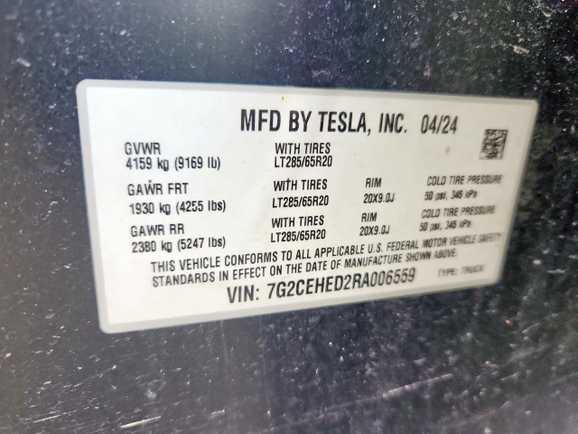 MFD BY TESLA, INC. 04/24
GVWR WITH TIRES
4159 kg (9169 lb) LT285/65R20
GAWR FRT WITH TIRES RIM COLD TIRE PRESSURE
1930 kg (4255 lbs) LT285/65R20 20X9.0J 50 psi, 345 kPa
GAWR RR WITH TIRES RIM COLD TIRE PRESSURE
2380 kg (5247 lbs) LT285/65R20 20X9.0J 50 psi, 345 kPa
THIS VEHICLE CONFORMS TO ALL APPLICABLE U.S. FEDERAL MOTOR VEHICLE SAFETY
STANDARDS IN EFFECT ON THE DATE OF MANUFACTURE SHOWN ABOVE.
VIN: 7G2CEHED2RA006559 TYPE: TRUCK